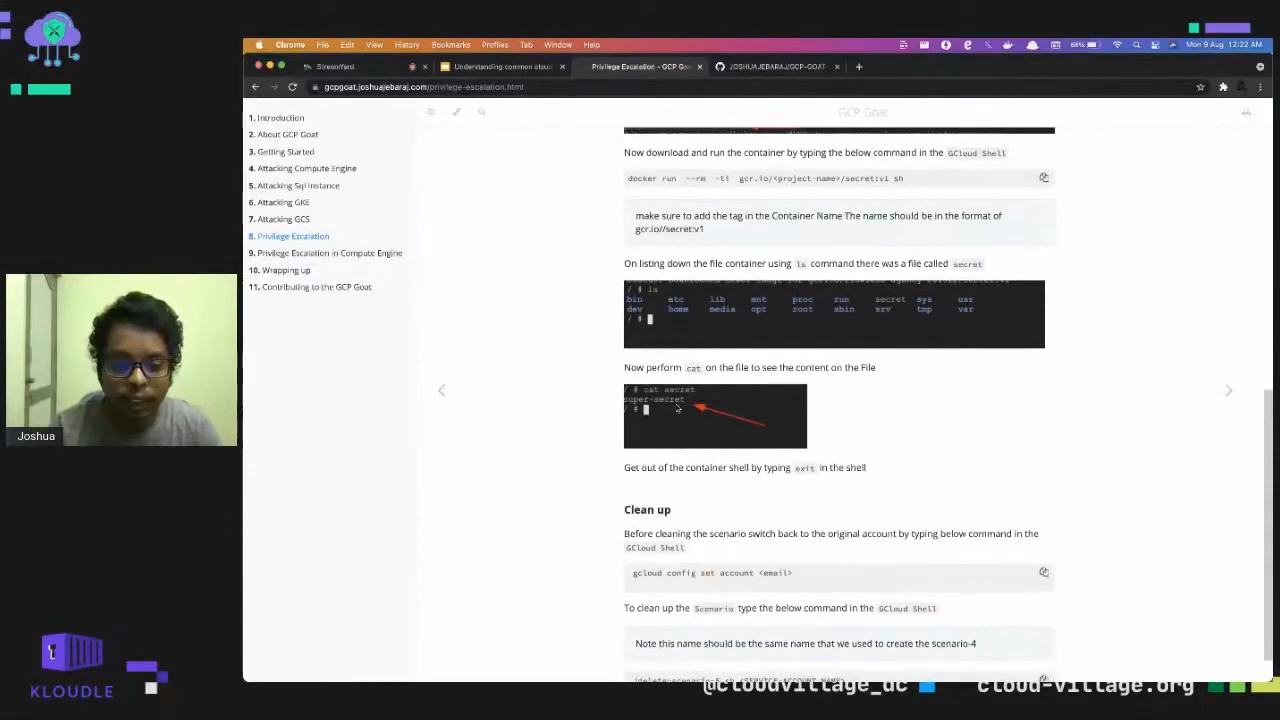 Chrome File Edit View History Bookmarks Profiles Tab Window Help
66% Mon 9 Aug 12:22 AM
StreamYard
Understanding common clou
Privilege Escalation - GCP Go
JOSHUAJEBARAJ/GCP-GOAT
gcpgoat.joshuajebaraj.com/privilege-escalation.html
1. Introduction
2. About GCP Goat
3. Getting Started
4. Attacking Compute Engine
5. Attacking Sql Instance
6. Attacking GKE
7. Attacking GCS
8. Privilege Escalation
9. Privilege Escalation in Compute Engine
10. Wrapping up
11. Contributing to the GCP Goat
GCP Goat
Now download and run the container by typing the below command in the GCloud Shell
docker run --rm -ti gcr.io/<project-name>/secret:v1 sh
make sure to add the tag in the Container Name The name should be in the format of
gcr.io//secret:v1
On listing down the file container using ls command there was a file called secret
/ # ls
bin etc lib mnt proc run secret sys usr
dev home media opt root sbin srv tmp var
/ #
Now perform cat on the file to see the content on the File
/ # cat secret
super-secret
/ #
Get out of the container shell by typing exit in the shell
Clean up
Before cleaning the scenario switch back to the original account by typing below command in the
GCloud Shell
gcloud config set account <email>
To clean up the Scenario type the below command in the GCloud Shell
Note this name should be the same name that we used to create the scenario-4
Joshua
KLOUDLE
@cloudvillage_dc
cloud-village.org